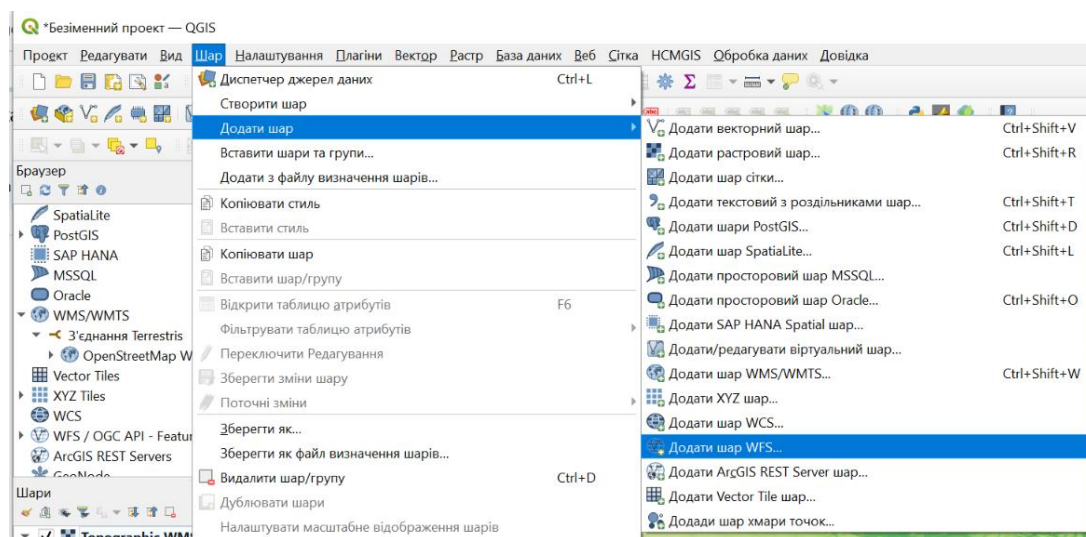 *Безіменний проект — QGIS
Проект Редагувати Вид Шар Налаштування Плагіни Вектор Растр База даних Веб Сітка HCMGIS Обробка даних Довідка
Диспетчер джерел даних Ctrl+L
Створити шар
Додати шар
Вставити шари та групи...
Додати з файлу визначення шарів...
Копіювати стиль
Вставити стиль
Копіювати шар
Вставити шар/групу
Відкрити таблицю атрибутів F6
Фільтрувати таблицю атрибутів
Переключити Редагування
Зберегти зміни шару
Поточні зміни
Зберегти як...
Зберегти як файл визначення шарів...
Видалити шар/групу Ctrl+D
Дублювати шари
Налаштувати масштабне відображення шарів
Додати векторний шар... Ctrl+Shift+V
Додати растровий шар... Ctrl+Shift+R
Додати шар сітки...
Додати текстовий з роздільниками шар... Ctrl+Shift+T
Додати шари PostGIS... Ctrl+Shift+D
Додати шар SpatiaLite... Ctrl+Shift+L
Додати просторовий шар MSSQL...
Додати просторовий шар Oracle... Ctrl+Shift+O
Додати SAP HANA Spatial шар...
Додати/редагувати віртуальний шар...
Додати шар WMS/WMTS... Ctrl+Shift+W
Додати XYZ шар...
Додати шар WCS...
Додати шар WFS...
Додати ArcGIS REST Server шар...
Додати Vector Tile шар...
Додади шар хмари точок...
Браузер
SpatiaLite
PostGIS
SAP HANA
MSSQL
Oracle
WMS/WMTS
З'єднання Terrestris
OpenStreetMap W
Vector Tiles
XYZ Tiles
WCS
WFS / OGC API - Featur
ArcGIS REST Servers
GeoNode
Шари
Topographic WMS